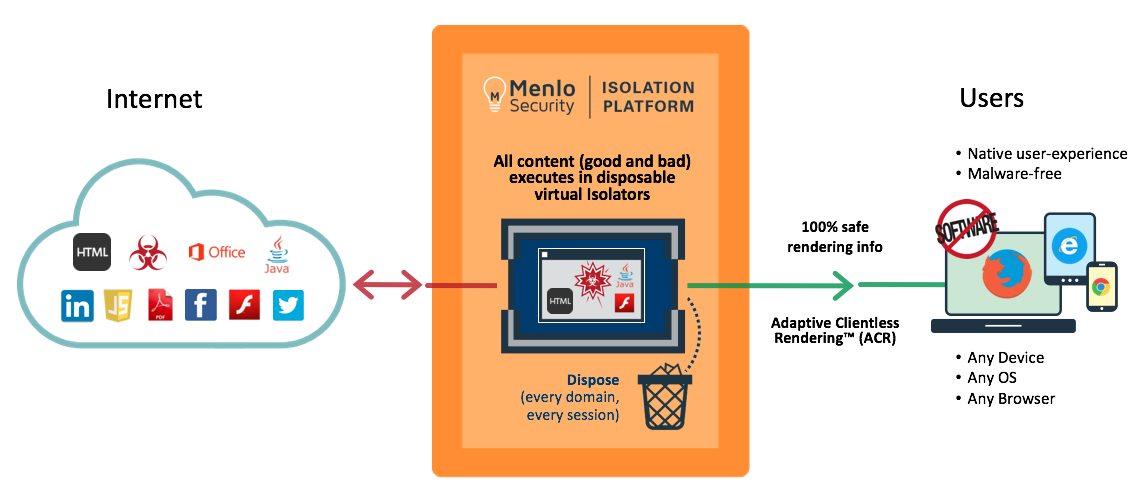 Internet
HTML
Office
Java
in
JS
PDF
f
Menlo
Security
M
ISOLATION
PLATFORM
All content (good and bad)
executes in disposable
virtual Isolators
HTML
Java
Dispose
(every domain,
every session)
100% safe
rendering info
Adaptive Clientless
Rendering™ (ACR)
Users
• Native user-experience
• Malware-free
SOFTWARE
e
• Any Device
• Any OS
• Any Browser